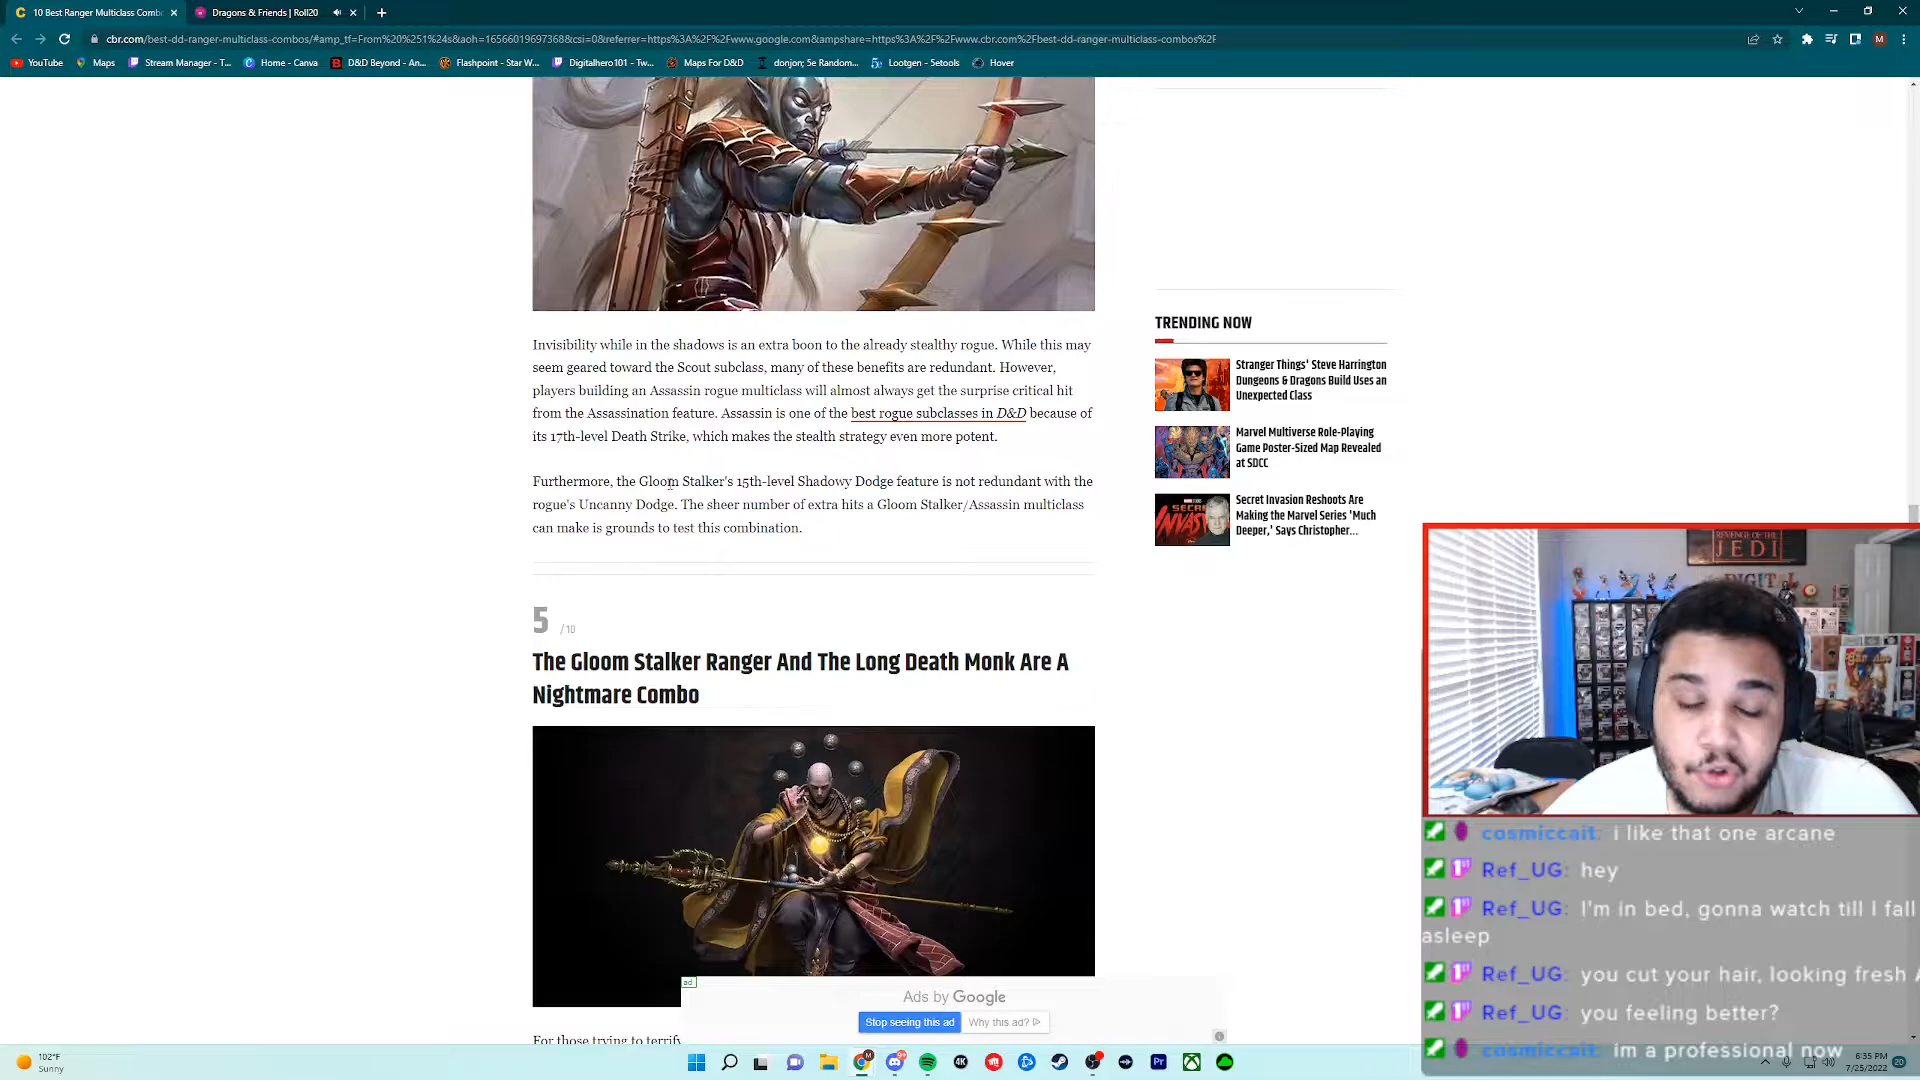 10 Best Ranger Multiclass Comb
Dragons & Friends | Roll20
cbr.com/best-dd-ranger-multiclass-combos/#amp_tf=From%20%251%24s&aoh=16566019697368&csi=0&referrer=https%3A%2F%2Fwww.google.com&ampshare=https%3A%2F%2Fwww.cbr.com%2Fbest-dd-ranger-multiclass-combos%2F
YouTube Maps Stream Manager - T... Home - Canva D&D Beyond - An... Flashpoint - Star W... Digitalhero101 - Tw... Maps For D&D donjon; 5e Random... Lootgen - 5etools Hover
Invisibility while in the shadows is an extra boon to the already stealthy rogue. While this may
seem geared toward the Scout subclass, many of these benefits are redundant. However,
players building an Assassin rogue multiclass will almost always get the surprise critical hit
from the Assassination feature. Assassin is one of the best rogue subclasses in D&D because of
its 17th-level Death Strike, which makes the stealth strategy even more potent.
Furthermore, the Gloom Stalker's 15th-level Shadowy Dodge feature is not redundant with the
rogue's Uncanny Dodge. The sheer number of extra hits a Gloom Stalker/Assassin multiclass
can make is grounds to test this combination.
5 /10
The Gloom Stalker Ranger And The Long Death Monk Are A
Nightmare Combo
For those trying to terrify
ad
Ads by Google
Stop seeing this ad
Why this ad?
TRENDING NOW
Stranger Things' Steve Harrington
Dungeons & Dragons Build Uses an
Unexpected Class
Marvel Multiverse Role-Playing
Game Poster-Sized Map Revealed
at SDCC
Secret Invasion Reshoots Are
Making the Marvel Series 'Much
Deeper,' Says Christopher...
REVENGE OF THE
JEDI
DIGITAL
cosmiccait: i like that one arcane
Ref_UG: hey
Ref_UG: I'm in bed, gonna watch till I fall
asleep
Ref_UG: you cut your hair, looking fresh A
Ref_UG: you feeling better?
cosmiccait: im a professional now
102°F
Sunny
6:35 PM
7/25/2022
20